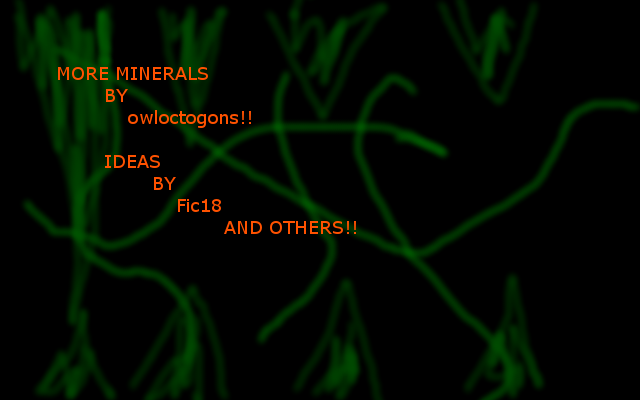 MORE MINERALS
BY
owloctogons!!
IDEAS
BY
Fic18
AND OTHERS!!